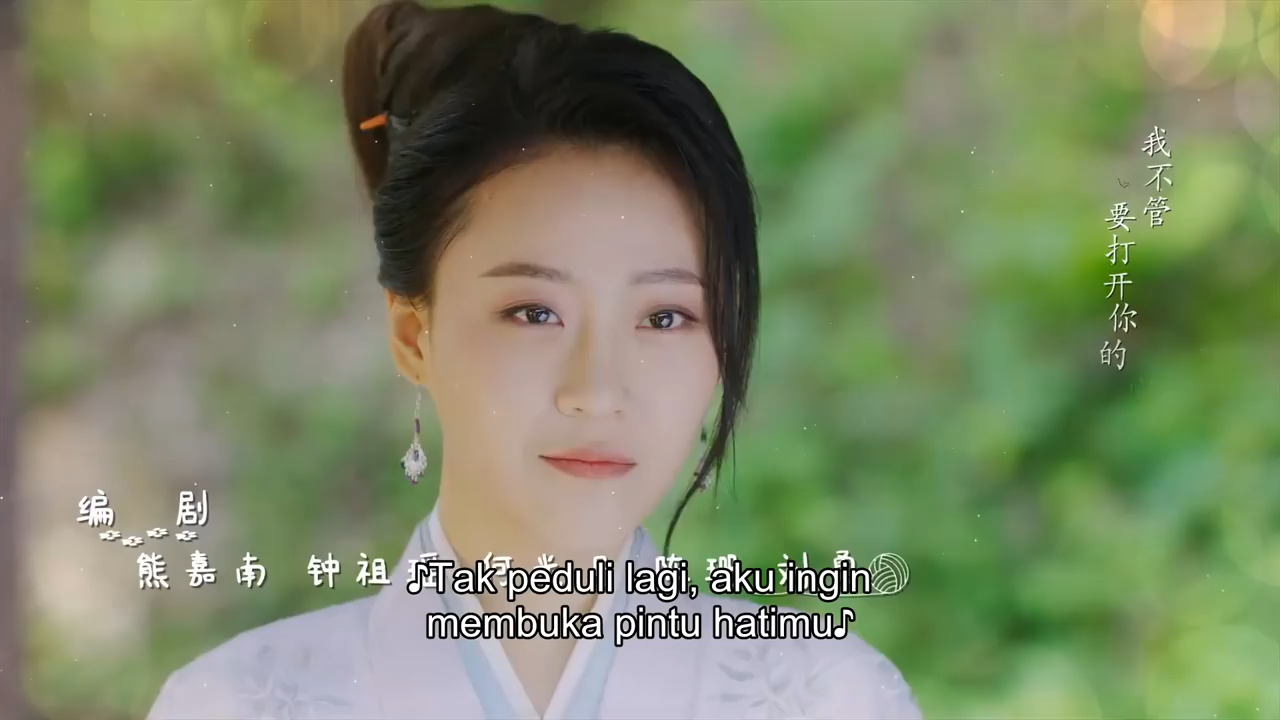 我不管
要打开你的
编 剧
熊嘉南 钟祖瑶
♪Tak peduli lagi, aku ingin
membuka pintu hatimu♪